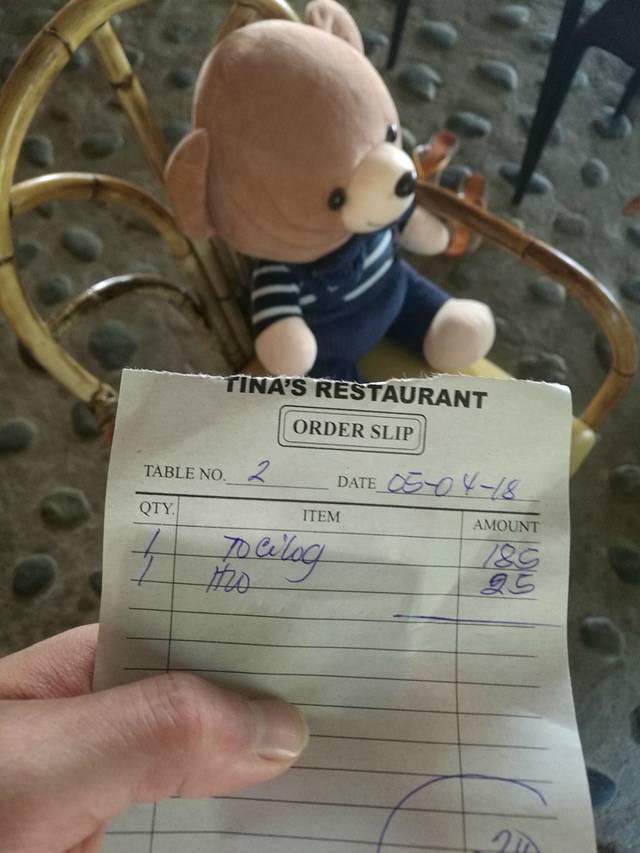 TINA'S RESTAURANT
ORDER SLIP
TABLE NO. 2 DATE 05-04-18
QTY. ITEM AMOUNT
1 Tocilog 185
1 H20 25